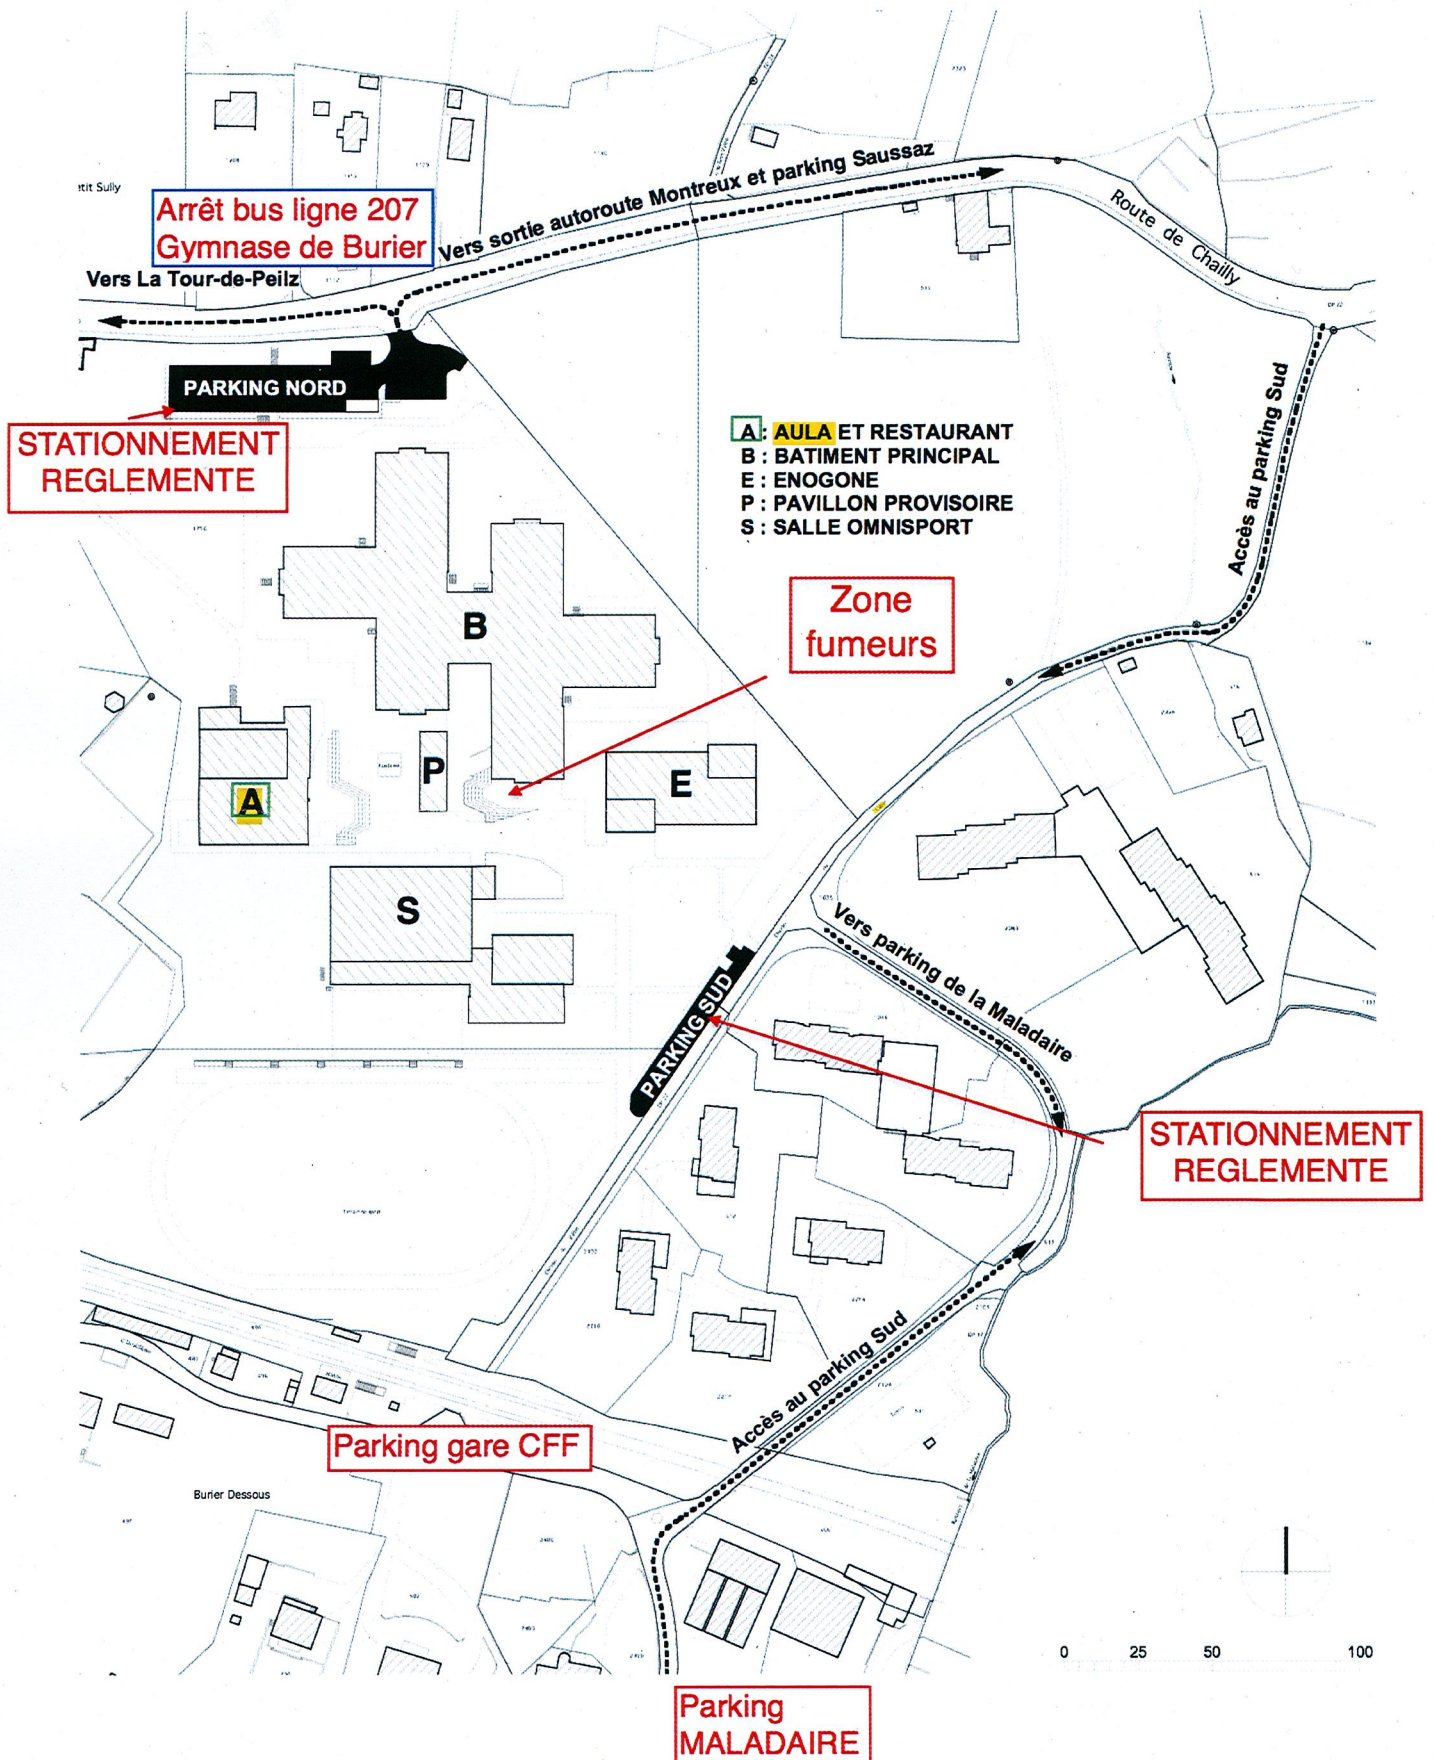 etit Sully
Arrêt bus ligne 207
Gymnase de Burier
Vers sortie autoroute Montreux et parking Saussaz
Vers La Tour-de-Peilz
Route de Chailly
PARKING NORD
STATIONNEMENT
REGLEMENTE
Accès au parking Sud
A : AULA ET RESTAURANT
B : BATIMENT PRINCIPAL
E : ENOGONE
P : PAVILLON PROVISOIRE
S : SALLE OMNISPORT
Zone
fumeurs
B
P
E
A
S
Vers parking de la Maladaire
PARKING SUD
STATIONNEMENT
REGLEMENTE
Accès au parking Sud
Parking gare CFF
Burier Dessous
0 25 50 100
Parking
MALADAIRE